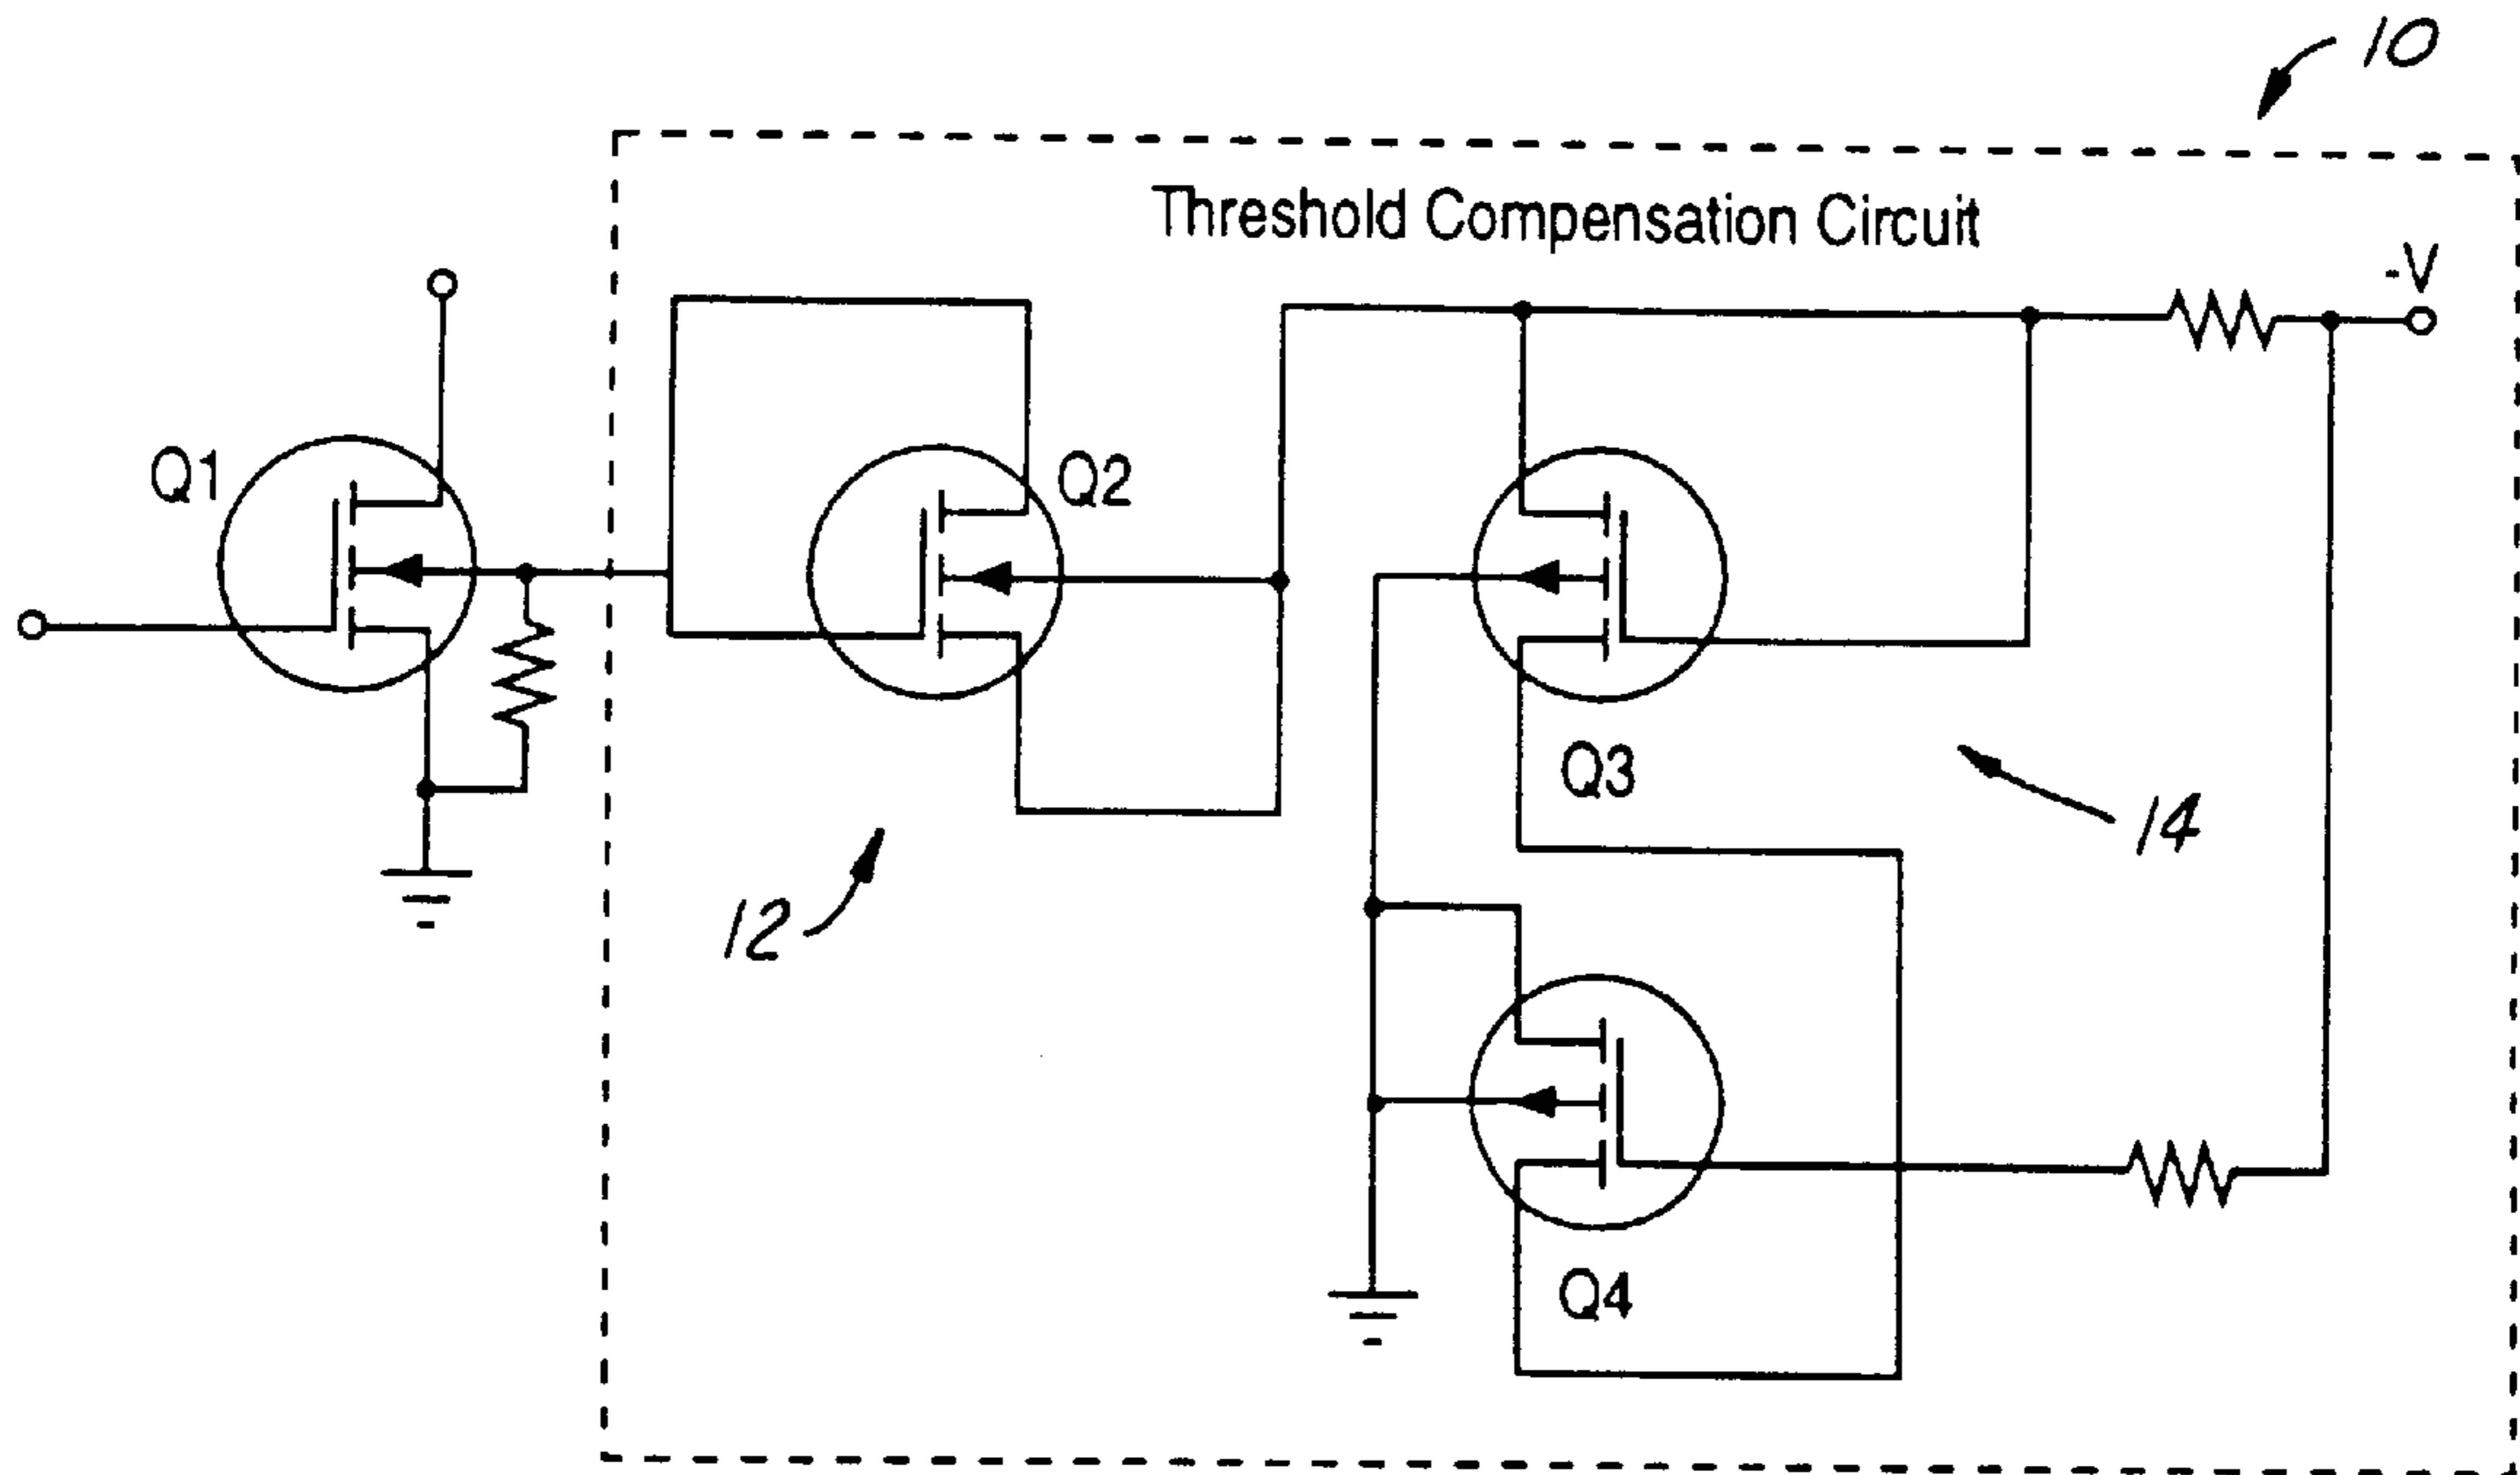 10
Threshold Compensation Circuit
-V
Q1
Q2
Q3
14
12
Q4